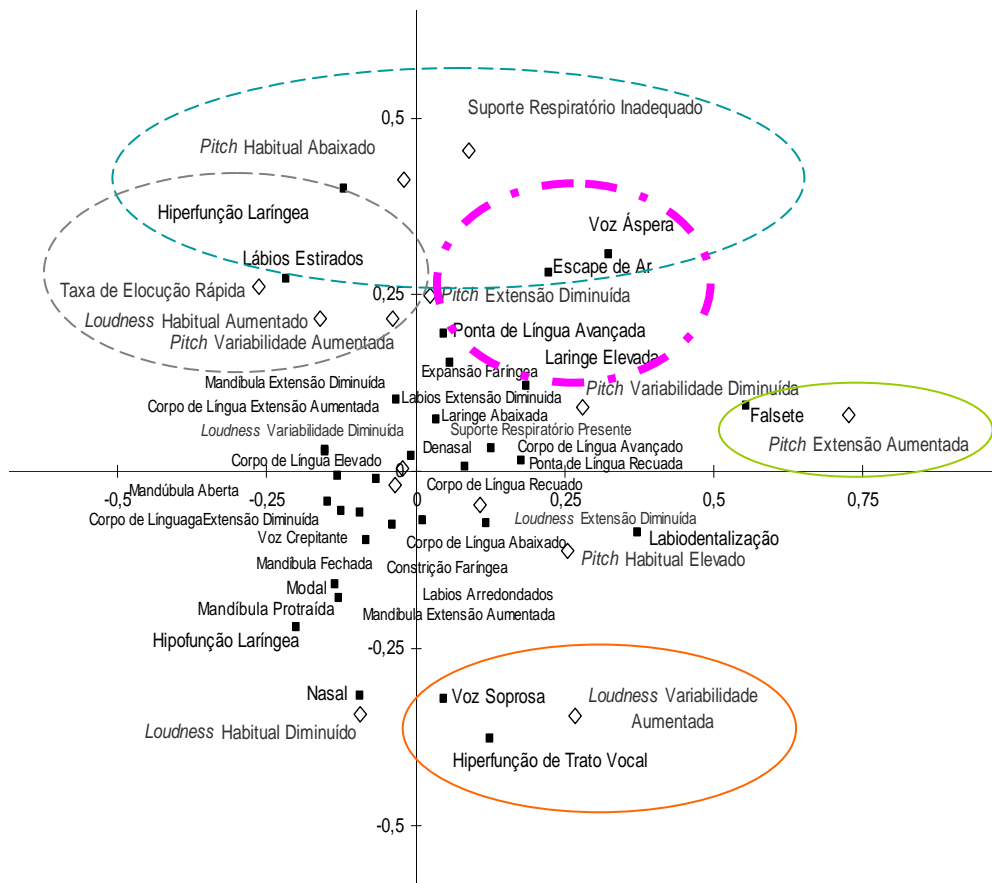 Suporte Respiratório Inadequado
0,5
Pitch Habitual Abaixado
Hiperfunção Laríngea
Voz Áspera
Lábios Estirados
Escape de Ar
Taxa de Elocução Rápida
0,25
Pitch Extensão Diminuída
Loudness Habitual Aumentado
Ponta de Língua Avançada
Pitch Variabilidade Aumentada
Laringe Elevada
Expansão Faríngea
Mandíbula Extensão Diminuída
Pitch Variabilidade Diminuída
Labios Extensão Diminuida
Corpo de Língua Extensão Aumentada
Laringe Abaixada
Falsete
Loudness Variabilidade Diminuída
Suporte Respiratório Presente
Pitch Extensão Aumentada
Denasal
Corpo de Língua Avançado
Corpo de Língua Elevado
Ponta de Língua Recuada
Corpo de Língua Recuado
Mandúbula Aberta
-0,5
-0,25
0
0,25
0,5
0,75
Corpo de LínguagaExtensão Diminuída
Loudness Extensão Diminuída
Voz Crepitante
Corpo de Língua Abaixado
Labiodentalização
Mandíbula Fechada
Constrição Faríngea
Pitch Habitual Elevado
Modal
Labios Arredondados
Mandíbula Protraída
Mandíbula Extensão Aumentada
Hipofunção Laríngea
-0,25
Nasal
Voz Soprosa
Loudness Variabilidade
Aumentada
Loudness Habitual Diminuído
Hiperfunção de Trato Vocal
-0,5